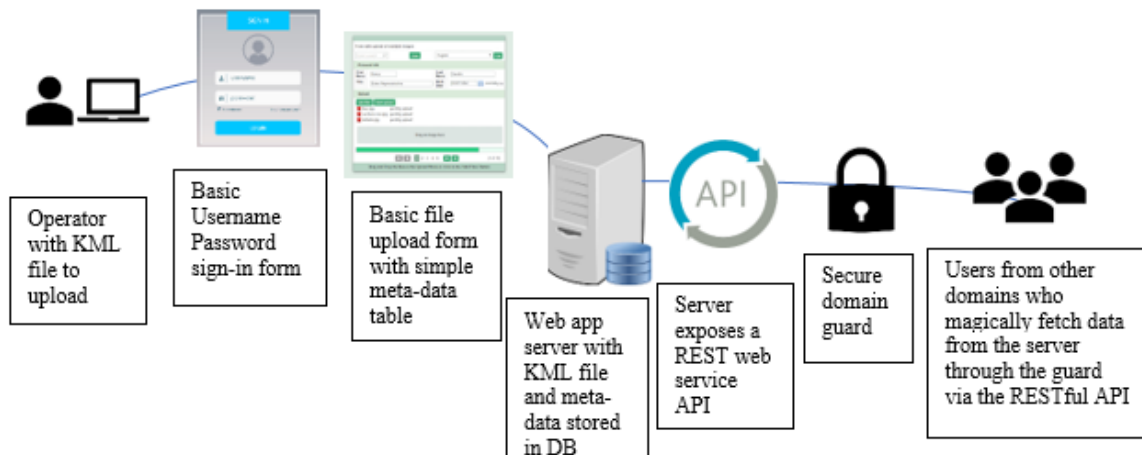 SIGN IN
API
Operator
with KML
file to
upload
Basic
Username
Password
sign-in form
Basic file
upload form
with simple
meta-data
table
Web app
server with
KML file
and meta-
data stored
in DB
Server
exposes a
REST web
service
API
Secure
domain
guard
Users from other
domains who
magically fetch data
from the server
through the guard
via the RESTful API